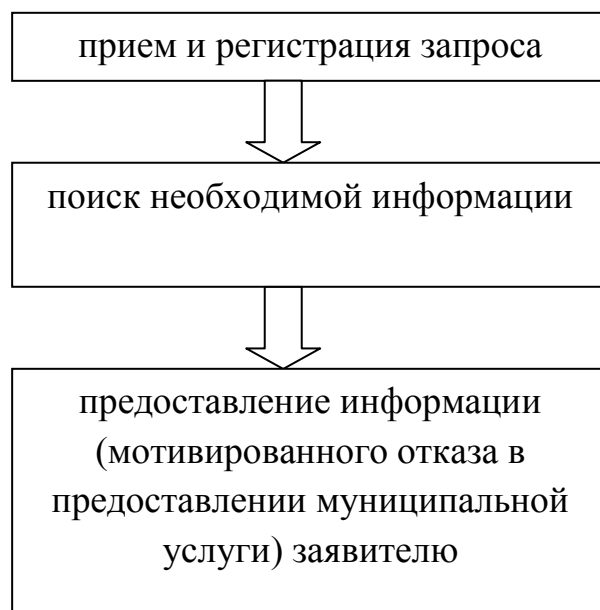 прием и регистрация запроса
поиск необходимой информации
предоставление информации
(мотивированного отказа в
предоставлении муниципальной
услуги) заявителю